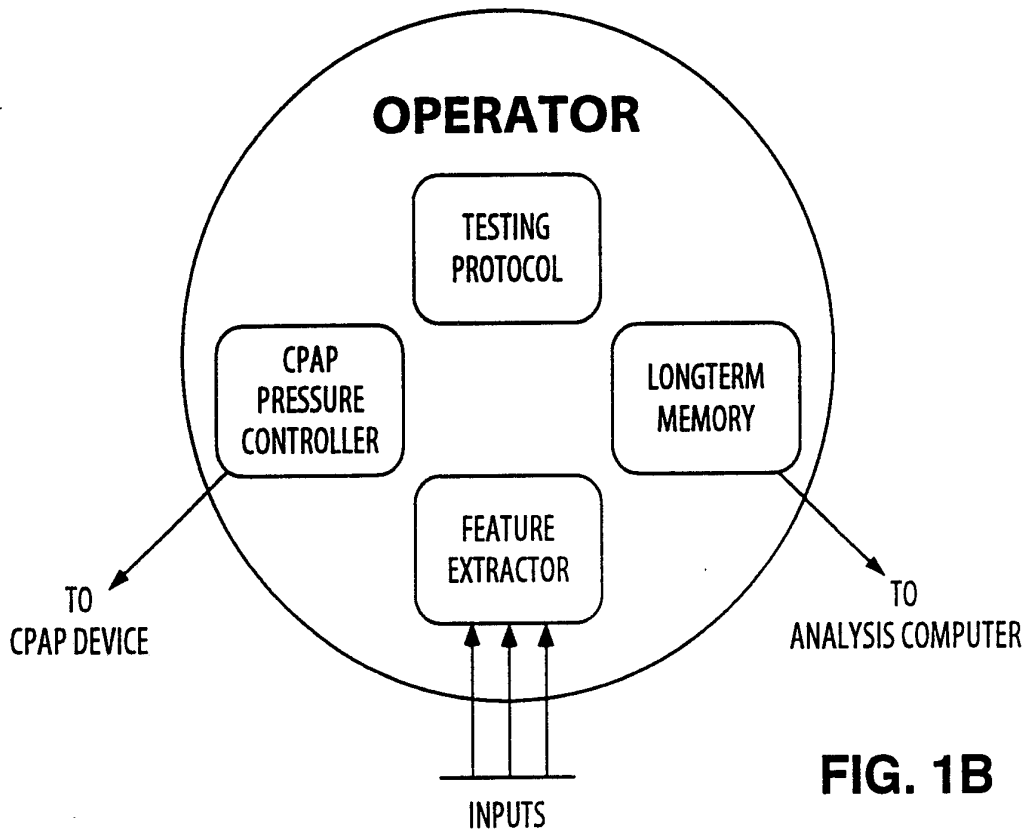 OPERATOR
TESTING
PROTOCOL
CPAP
PRESSURE
CONTROLLER
LONGTERM
MEMORY
FEATURE
EXTRACTOR
TO
CPAP DEVICE
TO
ANALYSIS COMPUTER
INPUTS
FIG. 1B